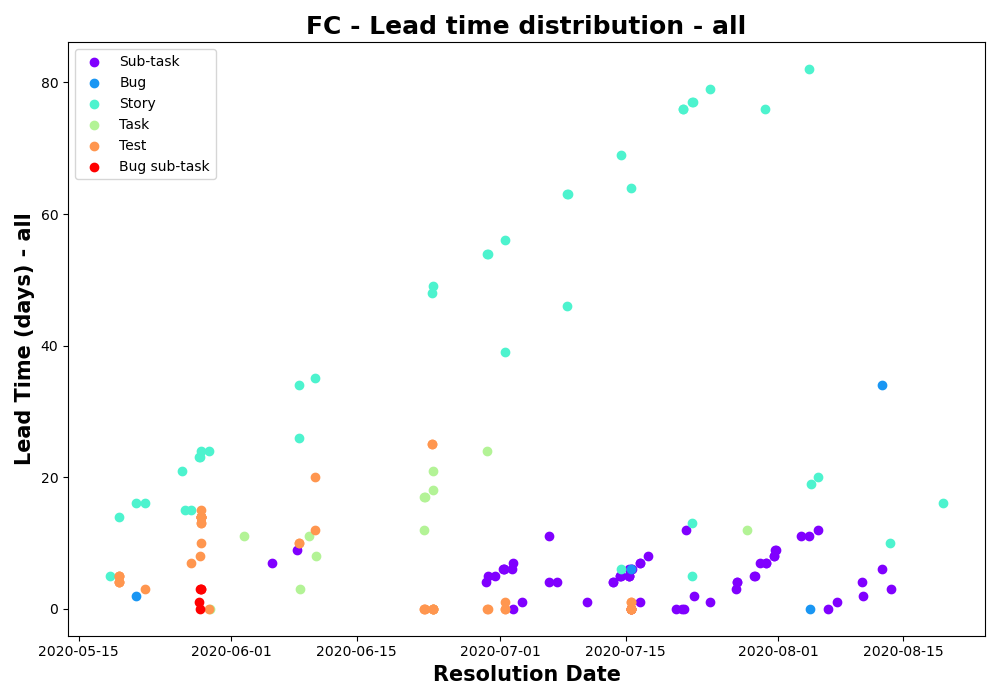 FC - Lead time distribution - all
Sub-task
Bug
Story
Task
Test
Bug sub-task
80
60
40
20
0
Lead Time (days) - all
2020-05-15 2020-06-01 2020-06-15 2020-07-01 2020-07-15 2020-08-01 2020-08-15
Resolution Date